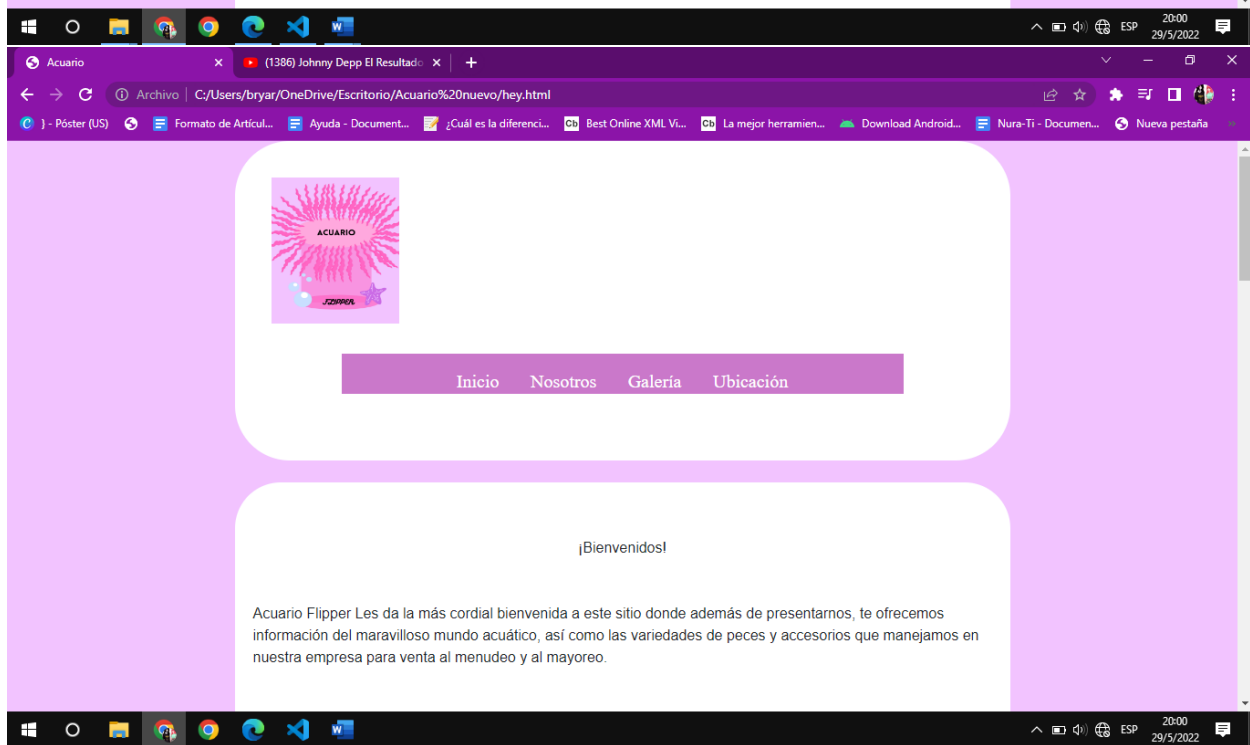 ESP
20:00
29/5/2022
Acuario
(1386) Johnny Depp El Resultado
Archivo | C:/Users/bryar/OneDrive/Escritorio/Acuario%20nuevo/hey.html
} - Póster (US)
Formato de Artícul...
Ayuda - Document...
¿Cuál es la diferenci...
Cb Best Online XML Vi...
Cb La mejor herramien...
Download Android...
Nura-Ti - Documen...
Nueva pestaña
ACUARIO
FLIPPER
Inicio Nosotros Galería Ubicación
¡Bienvenidos!
Acuario Flipper Les da la más cordial bienvenida a este sitio donde además de presentarnos, te ofrecemos
información del maravilloso mundo acuático, así como las variedades de peces y accesorios que manejamos en
nuestra empresa para venta al menudeo y al mayoreo.
ESP
20:00
29/5/2022